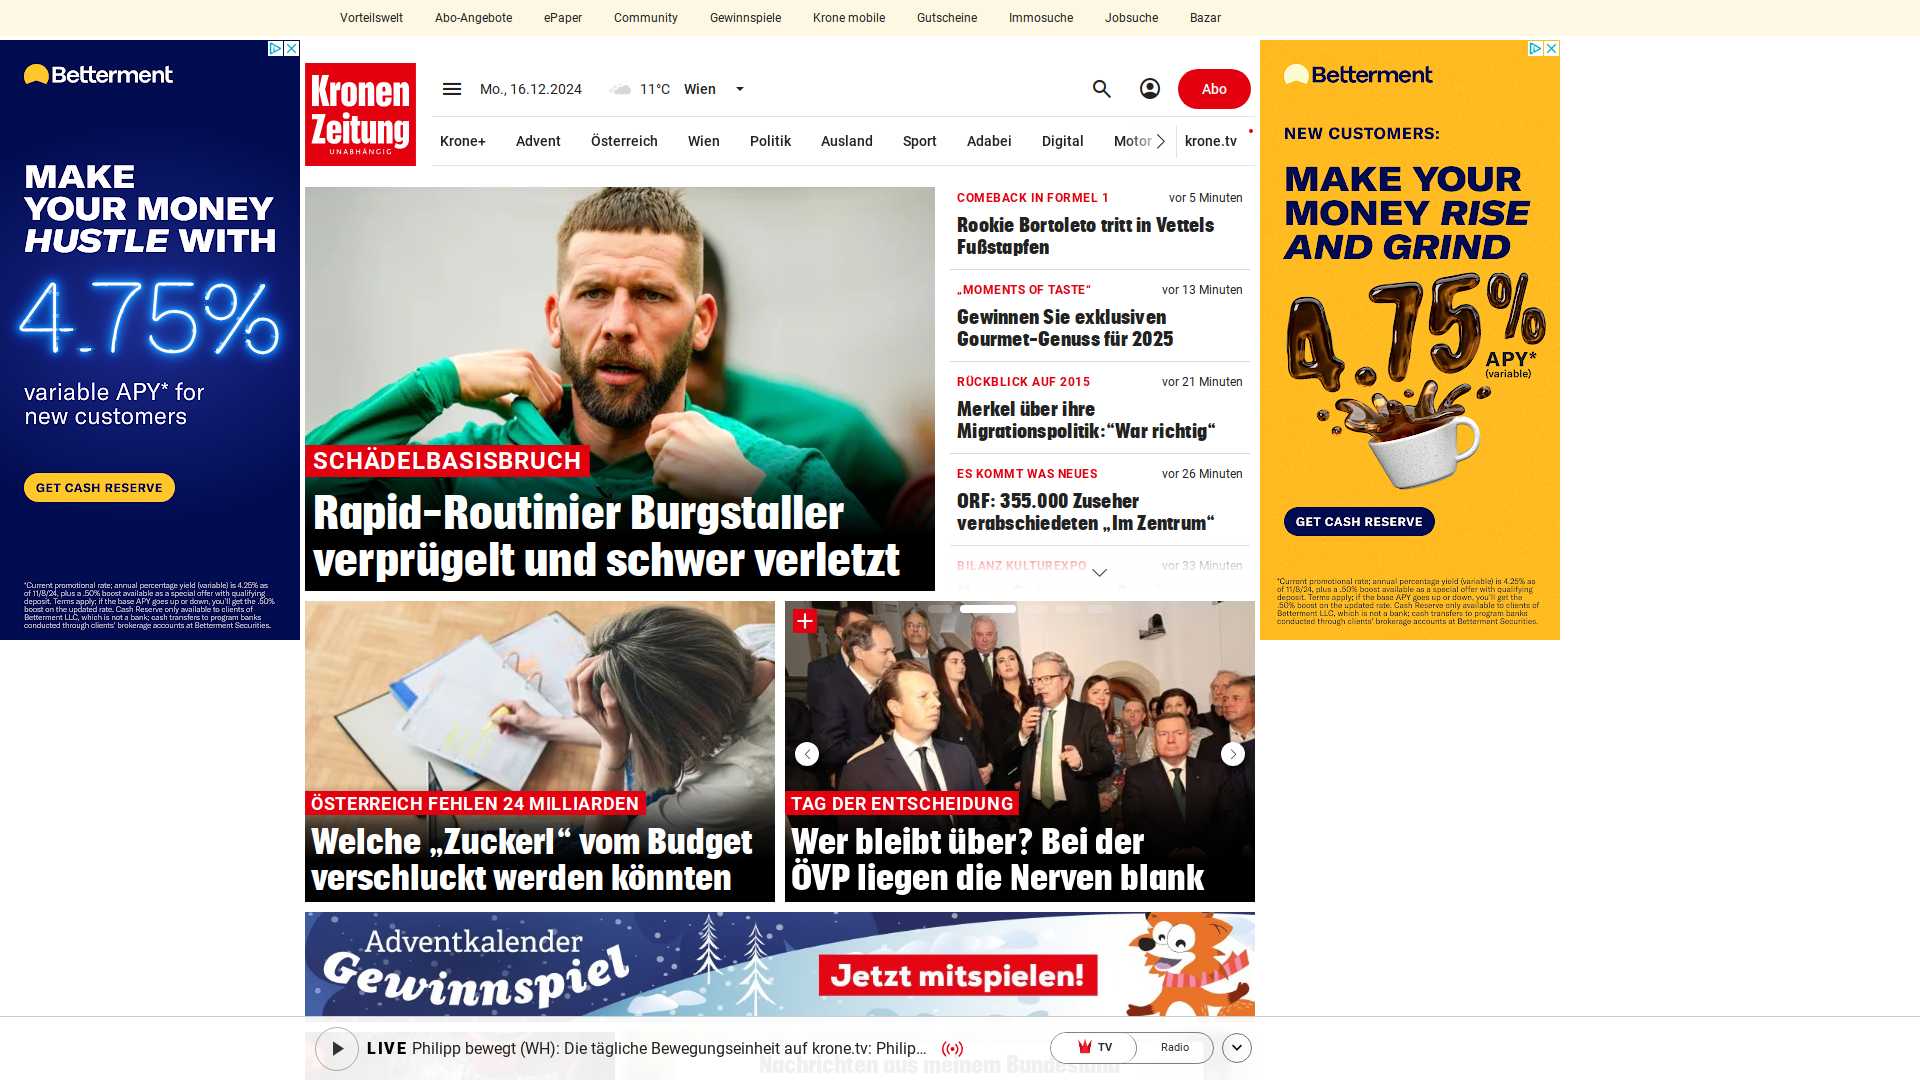 Vorteilswelt Abo-Angebote ePaper Community Gewinnspiele Krone mobile Gutscheine Immosuche Jobsuche Bazar
Betterment
MAKE
YOUR MONEY
HUSTLE WITH
4.75%
variable APY* for
new customers
GET CASH RESERVE
*Current promotional rate; annual percentage yield (variable) is 4.25% as
of 11/8/24, plus a .50% boost available as a special offer with qualifying
deposit. Terms apply; if the base APY goes up or down, you'll get the .50%
boost on the updated rate. Cash Reserve only available to clients of
Betterment LLC, which is not a bank; cash transfers to program banks
conducted through clients' brokerage accounts at Betterment Securities.
Kronen
Zeitung
UNABHÄNGIG
Mo., 16.12.2024 11°C Wien
Abo
Krone+ Advent Österreich Wien Politik Ausland Sport Adabei Digital Motor krone.tv
SCHÄDELBASISBRUCH
Rapid-Routinier Burgstaller
verprügelt und schwer verletzt
COMEBACK IN FORMEL 1 vor 5 Minuten
Rookie Bortoleto tritt in Vettels
Fußstapfen
„MOMENTS OF TASTE“ vor 13 Minuten
Gewinnen Sie exklusiven
Gourmet-Genuss für 2025
RÜCKBLICK AUF 2015 vor 21 Minuten
Merkel über ihre
Migrationspolitik:“War richtig“
ES KOMMT WAS NEUES vor 26 Minuten
ORF: 355.000 Zuseher
verabschiedeten „Im Zentrum“
BILANZ KULTUREXPO vor 33 Minuten
ÖSTERREICH FEHLEN 24 MILLIARDEN
Welche „Zuckerl“ vom Budget
verschluckt werden könnten
TAG DER ENTSCHEIDUNG
Wer bleibt über? Bei der
ÖVP liegen die Nerven blank
Adventkalender
Gewinnspiel
Jetzt mitspielen!
LIVE Philipp bewegt (WH): Die tägliche Bewegungseinheit auf krone.tv: Philip...
TV Radio
Nachrichten aus meinem Bundesland
Betterment
NEW CUSTOMERS:
MAKE YOUR
MONEY RISE
AND GRIND
4.75%
APY*
(variable)
GET CASH RESERVE
*Current promotional rate; annual percentage yield (variable) is 4.25%
as of 11/8/24, plus a .50% boost available as a special offer with qualifying
deposit. Terms apply; if the base APY goes up or down, you'll get the
.50% boost on the updated rate. Cash Reserve only available to clients of
Betterment LLC, which is not a bank; cash transfers to program banks
conducted through clients' brokerage accounts at Betterment Securities.